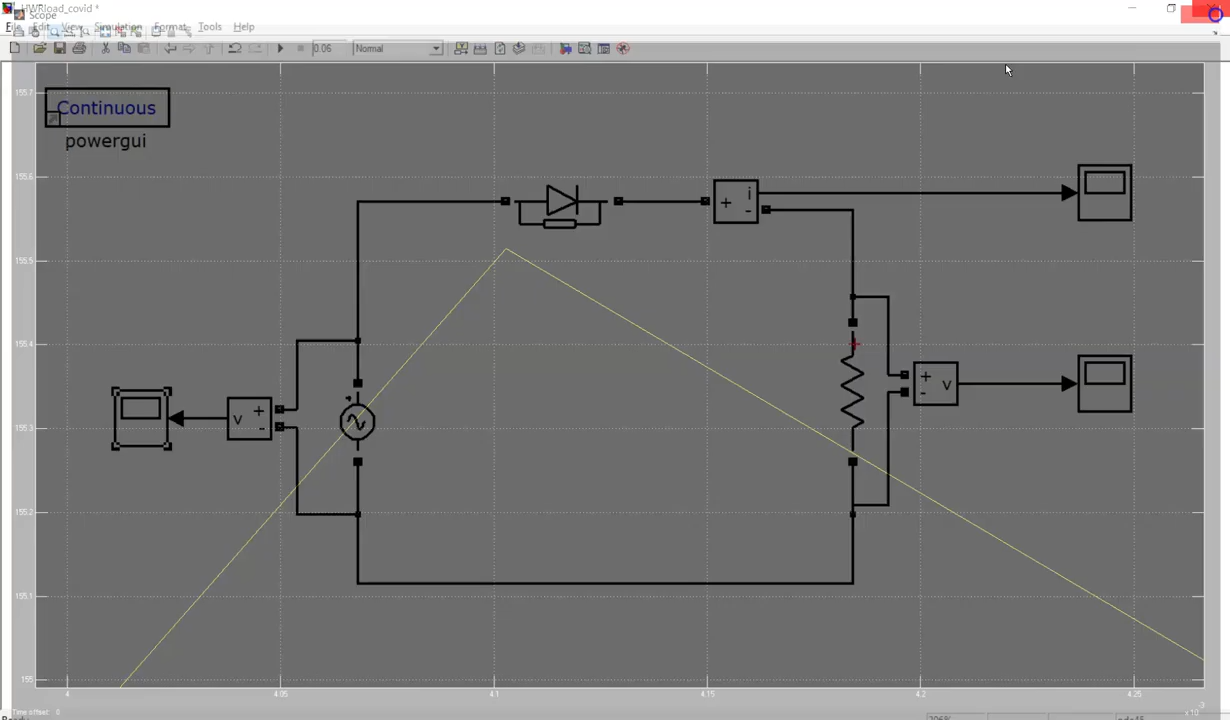 HWRload_covid *
Scope
File Edit View Simulation Format Tools Help
0.06 Normal
155.7
Continuous
powergui
155.6
i
+
-
155.5
155.4
+
v
-
v
+
-
155.3
155.2
155.1
155
4 4.05 4.1 4.15 4.2 4.25
Time offset: 0
206%
ode45